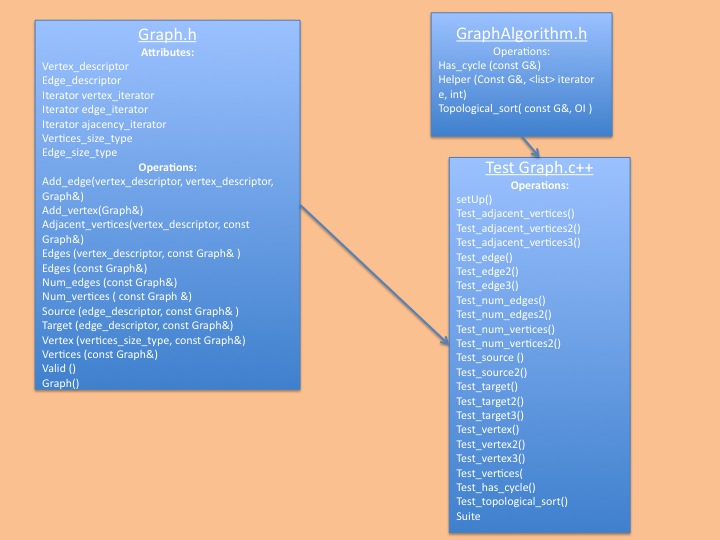 Graph.h
Attributes:
Vertex_descriptor
Edge_descriptor
Iterator vertex_iterator
Iterator edge_iterator
Iterator ajacency_iterator
Vertices_size_type
Edge_size_type
Operations:
Add_edge(vertex_descriptor, vertex_descriptor,
Graph&)
Add_vertex(Graph&)
Adjacent_vertices(vertex_descriptor, const
Graph&)
Edges (vertex_descriptor, const Graph& )
Edges (const Graph&)
Num_edges (const Graph&)
Num_vertices ( const Graph &)
Source (edge_descriptor, const Graph& )
Target (edge_descriptor, const Graph&)
Vertex (vertices_size_type, const Graph&)
Vertices (const Graph&)
Valid ()
Graph()
GraphAlgorithm.h
Operations:
Has_cycle (const G&)
Helper (Const G&, <list> iterator
e, int)
Topological_sort( const G&, OI )
Test Graph.c++
Operations:
setUp()
Test_adjacent_vertices()
Test_adjacent_vertices2()
Test_adjacent_vertices3()
Test_edge()
Test_edge2()
Test_edge3()
Test_num_edges()
Test_num_edges2()
Test_num_vertices()
Test_num_vertices2()
Test_source ()
Test_source2()
Test_target()
Test_target2()
Test_target3()
Test_vertex()
Test_vertex2()
Test_vertex3()
Test_vertices(
Test_has_cycle()
Test_topological_sort()
Suite